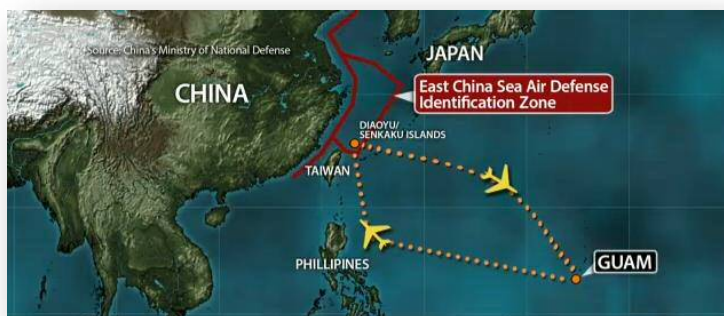 Source: China's Ministry of National Defense
JAPAN
CHINA
East China Sea Air Defense
Identification Zone
DIAOYU/
SENKAKU ISLANDS
TAIWAN
PHILLIPINES
GUAM